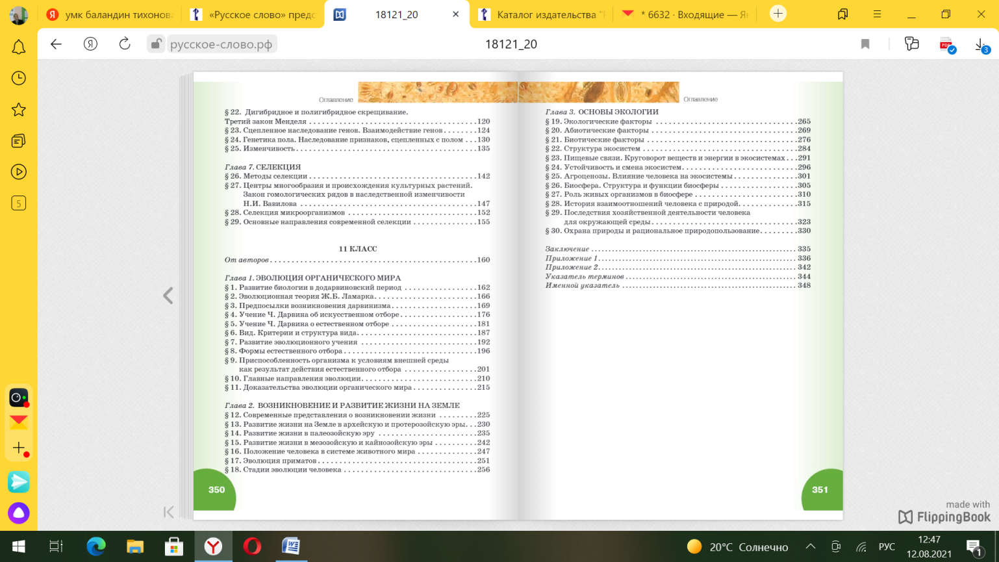 умк баландин тихонова
«Русское слово» предс
18121_20
Каталог издательства "Р
* 6632 · Входящие — Ян
русское-слово.рф
18121_20
PDF
3
5
Оглавление
§ 22. Дигибридное и полигибридное скрещивание.
Третий закон Менделя 120
§ 23. Сцепленное наследование генов. Взаимодействие генов 124
§ 24. Генетика пола. Наследование признаков, сцепленных с полом 130
§ 25. Изменчивость 135
Глава 7. СЕЛЕКЦИЯ
§ 26. Методы селекции 142
§ 27. Центры многообразия и происхождения культурных растений.
Закон гомологических рядов в наследственной изменчивости
Н.И. Вавилова 147
§ 28. Селекция микроорганизмов 152
§ 29. Основные направления современной селекции 155
11 КЛАСС
От авторов 160
Глава 1. ЭВОЛЮЦИЯ ОРГАНИЧЕСКОГО МИРА
§ 1. Развитие биологии в додарвиновский период 162
§ 2. Эволюционная теория Ж.Б. Ламарка 166
§ 3. Предпосылки возникновения дарвинизма 169
§ 4. Учение Ч. Дарвина об искусственном отборе 176
§ 5. Учение Ч. Дарвина о естественном отборе 181
§ 6. Вид. Критерии и структура вида 187
§ 7. Развитие эволюционного учения 192
§ 8. Формы естественного отбора 196
§ 9. Приспособленность организма к условиям внешней среды
как результат действия естественного отбора 201
§ 10. Главные направления эволюции 210
§ 11. Доказательства эволюции органического мира 215
Глава 2. ВОЗНИКНОВЕНИЕ И РАЗВИТИЕ ЖИЗНИ НА ЗЕМЛЕ
§ 12. Современные представления о возникновении жизни 225
§ 13. Развитие жизни на Земле в архейскую и протерозойскую эры 230
§ 14. Развитие жизни в палеозойскую эру 235
§ 15. Развитие жизни в мезозойскую и кайнозойскую эры 242
§ 16. Положение человека в системе животного мира 247
§ 17. Эволюция приматов 251
§ 18. Стадии эволюции человека 256
350
Оглавление
Глава 3. ОСНОВЫ ЭКОЛОГИИ
§ 19. Экологические факторы 265
§ 20. Абиотические факторы 269
§ 21. Биотические факторы 276
§ 22. Структура экосистем 284
§ 23. Пищевые связи. Круговорот веществ и энергии в экосистемах 291
§ 24. Устойчивость и смена экосистем 296
§ 25. Агроценозы. Влияние человека на экосистемы 301
§ 26. Биосфера. Структура и функции биосферы 305
§ 27. Роль живых организмов в биосфере 310
§ 28. История взаимоотношений человека с природой 315
§ 29. Последствия хозяйственной деятельности человека
для окружающей среды 323
§ 30. Охрана природы и рациональное природопользование 330
Заключение 335
Приложение 1 336
Приложение 2 342
Указатель терминов 344
Именной указатель 348
351
made with
FlippingBook
20°C Солнечно
РУС
12:47
12.08.2021
1